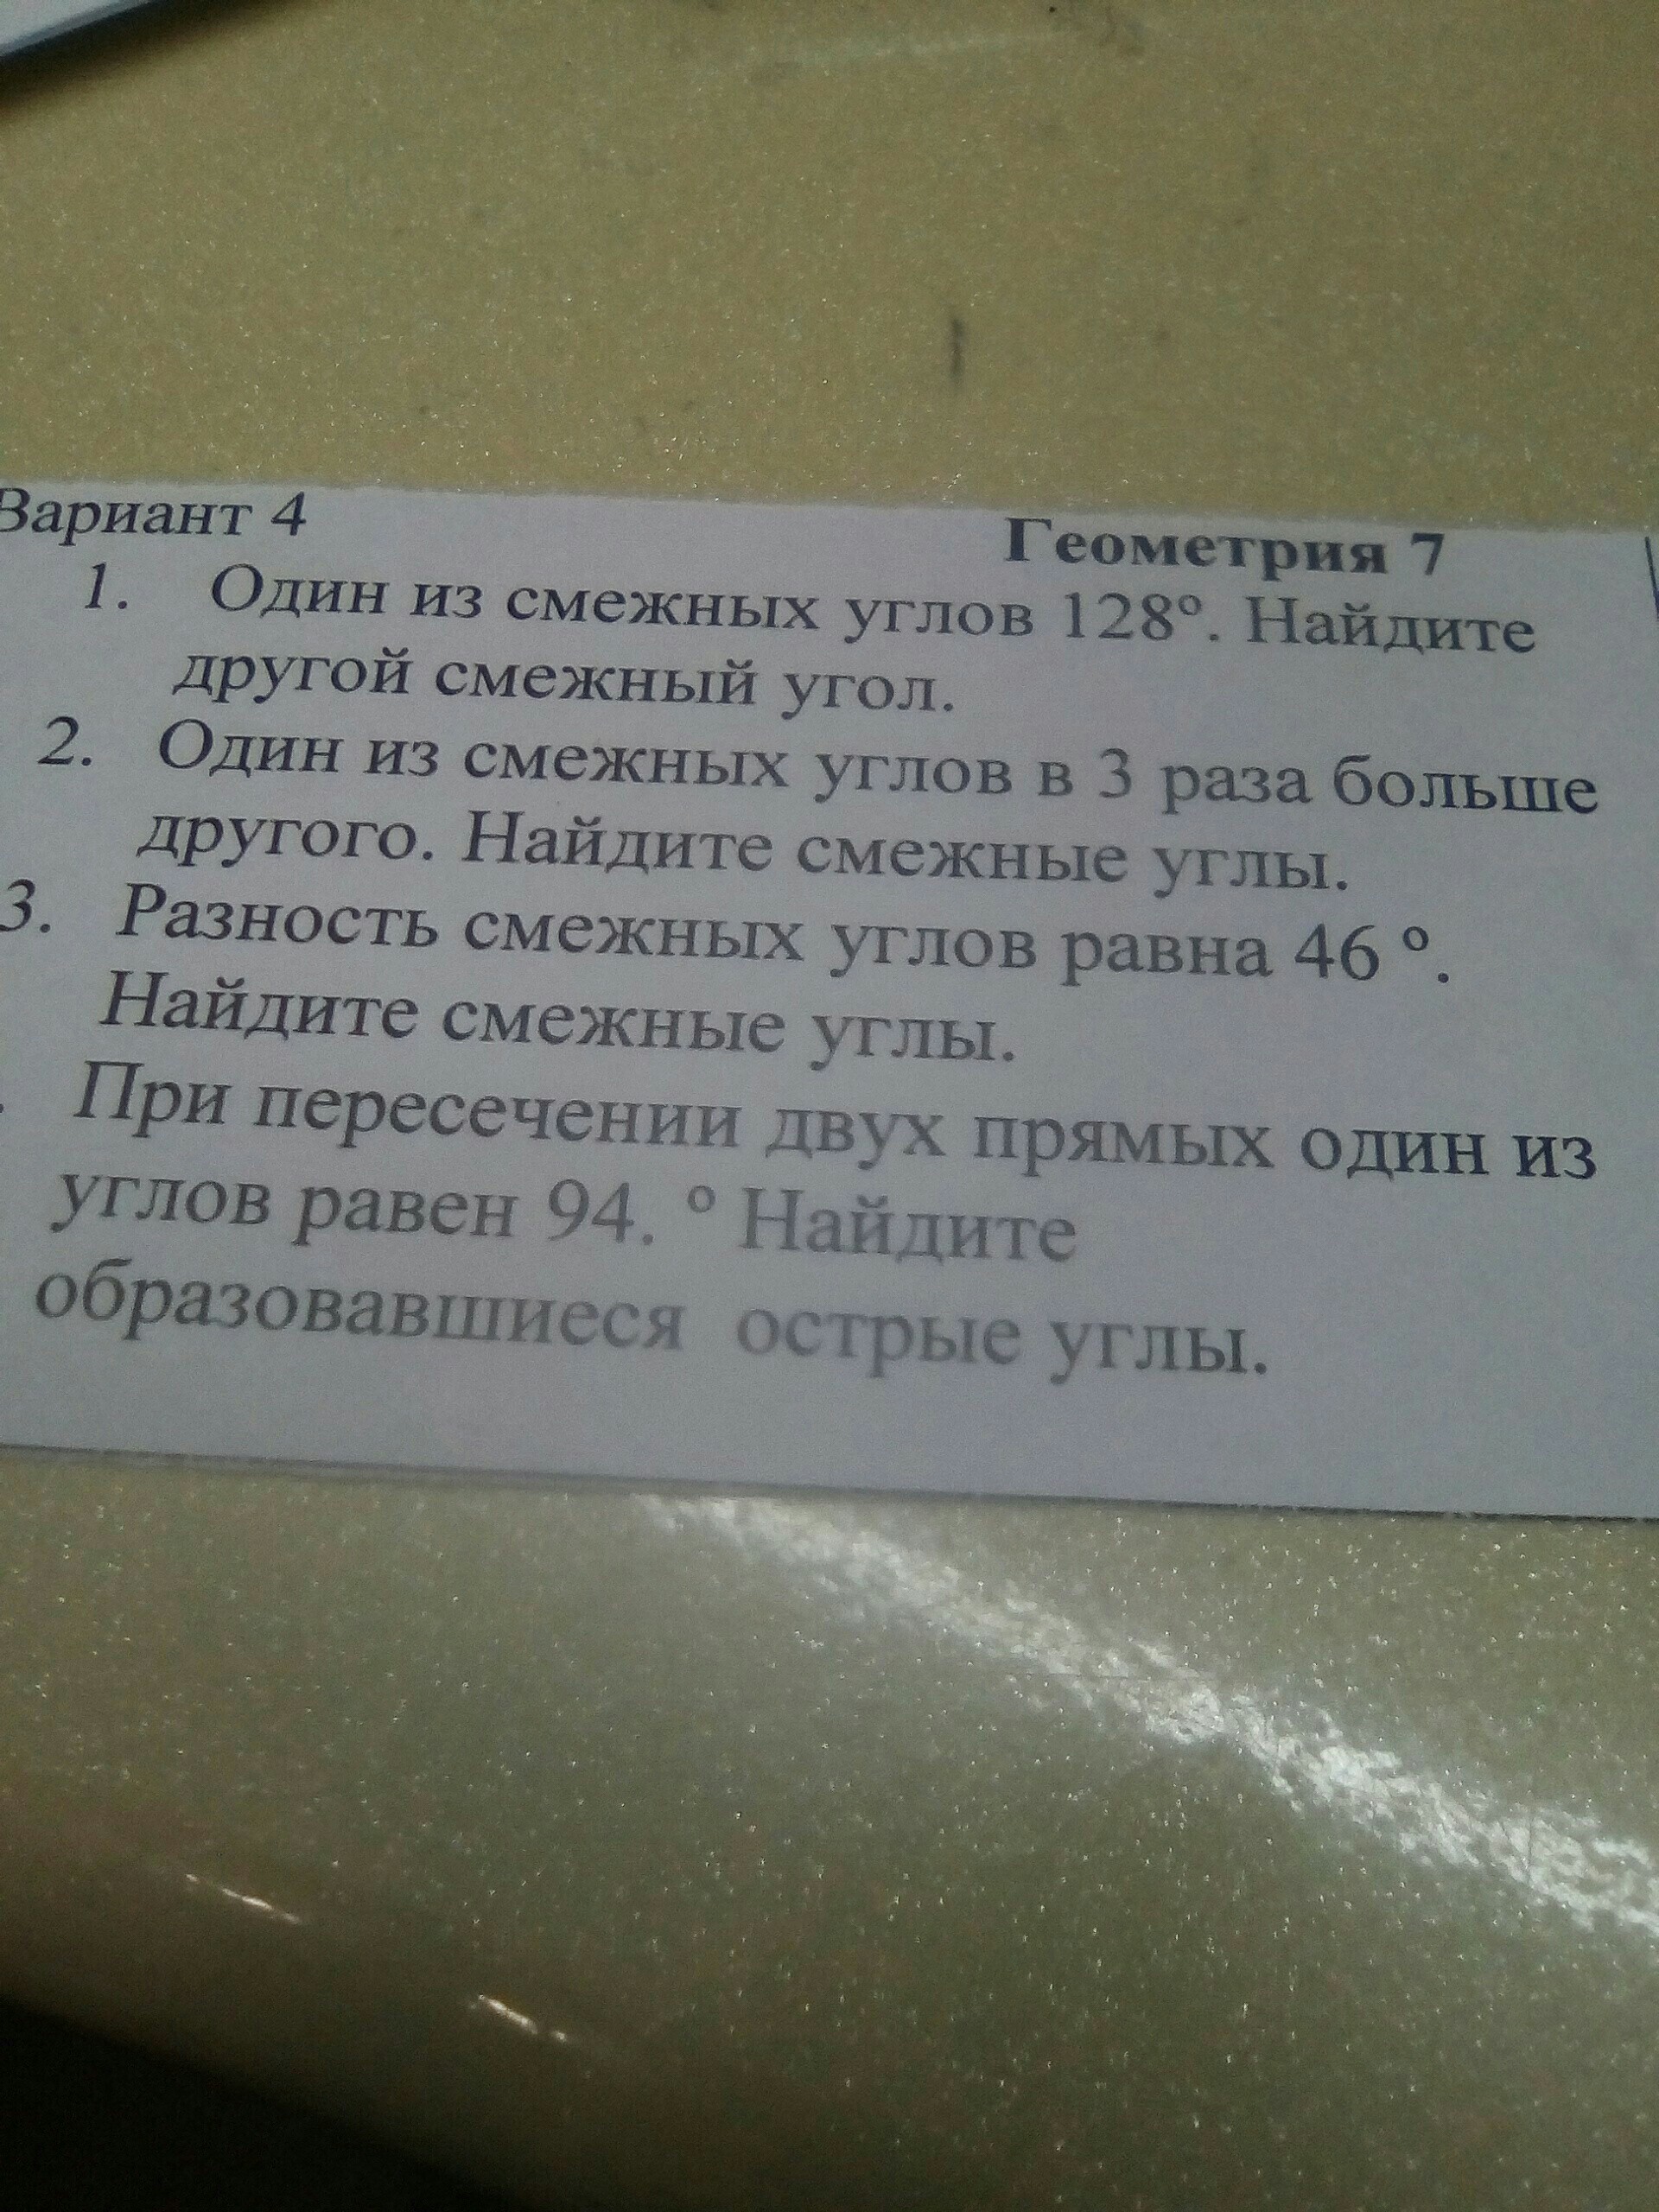 Вариант 4
Геометрия 7
1. Один из смежных углов 128º. Найдите
другой смежный угол.
2. Один из смежных углов в 3 раза больше
другого. Найдите смежные углы.
3. Разность смежных углов равна 46 º.
Найдите смежные углы.
. При пересечении двух прямых один из
углов равен 94. º Найдите
образовавшиеся острые углы.